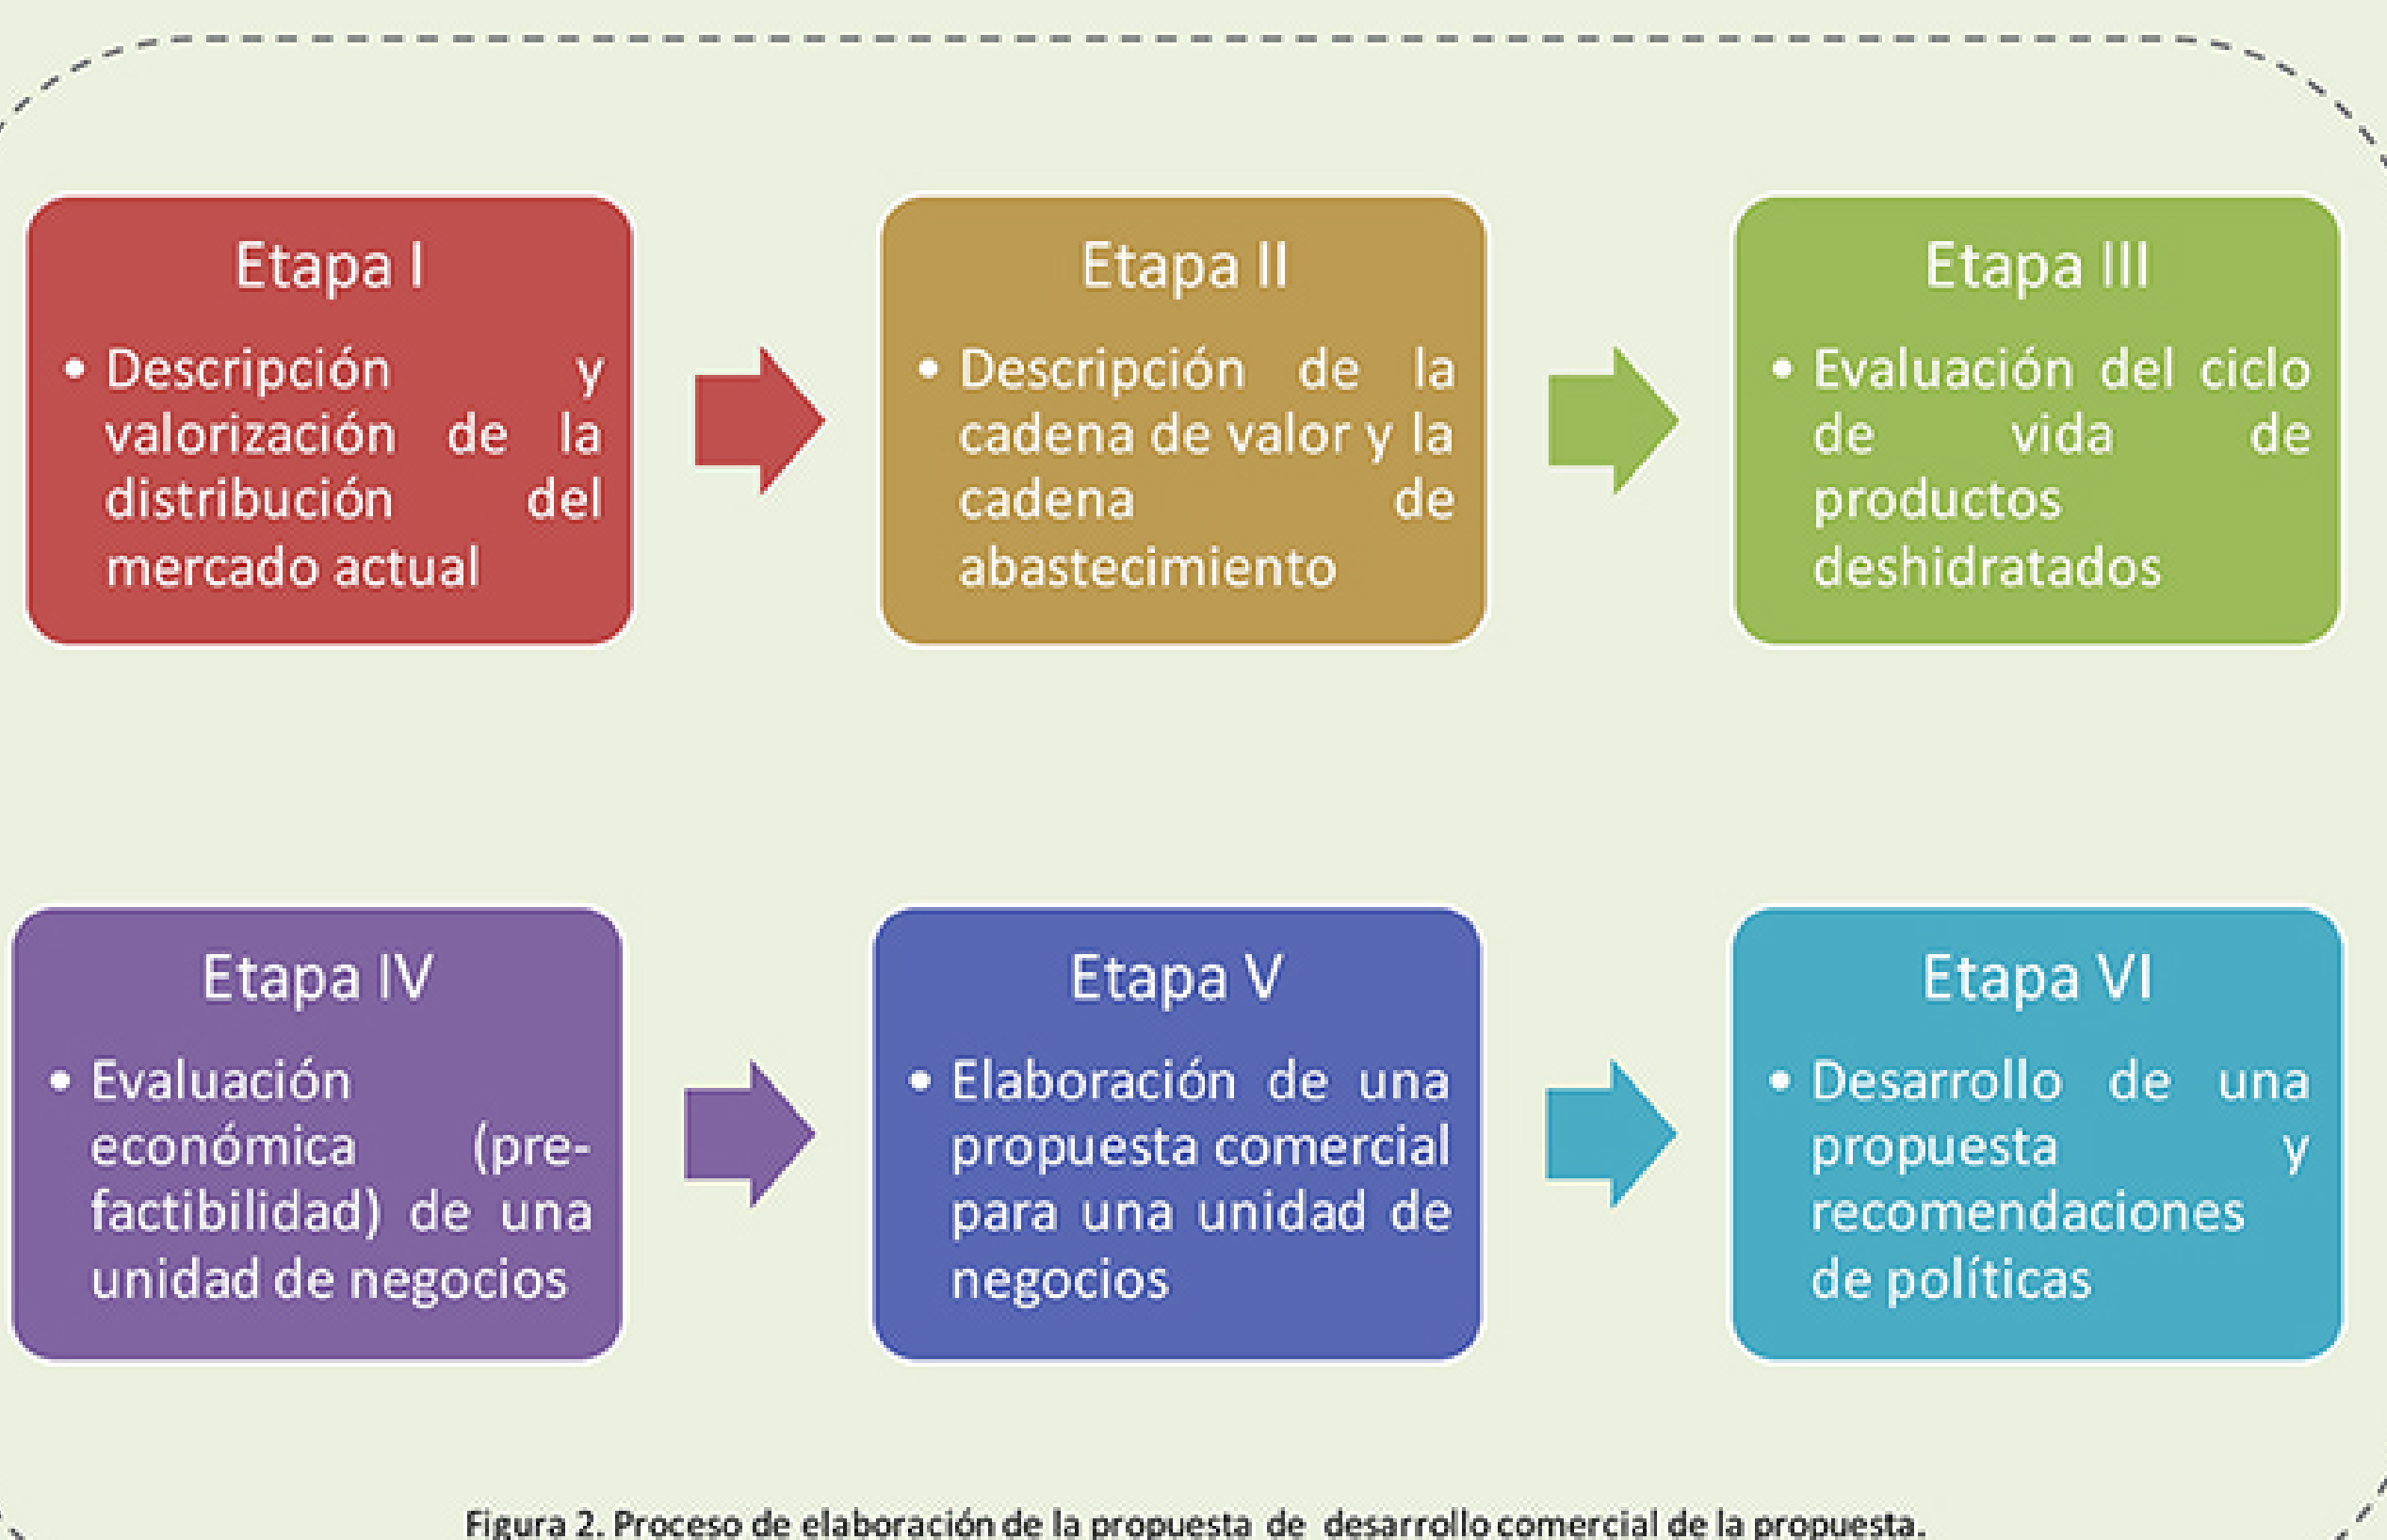 Etapa I
• Descripción y
valorización de la
distribución del
mercado actual
Etapa II
• Descripción de la
cadena de valor y la
cadena de
abastecimiento
Etapa III
• Evaluación del ciclo
de vida de
productos
deshidratados
Etapa IV
• Evaluación
económica (pre-
factibilidad) de una
unidad de negocios
Etapa V
• Elaboración de una
propuesta comercial
para una unidad de
negocios
Etapa VI
• Desarrollo de una
propuesta y
recomendaciones
de políticas
Figura 2. Proceso de elaboración de la propuesta de desarrollo comercial de la propuesta.